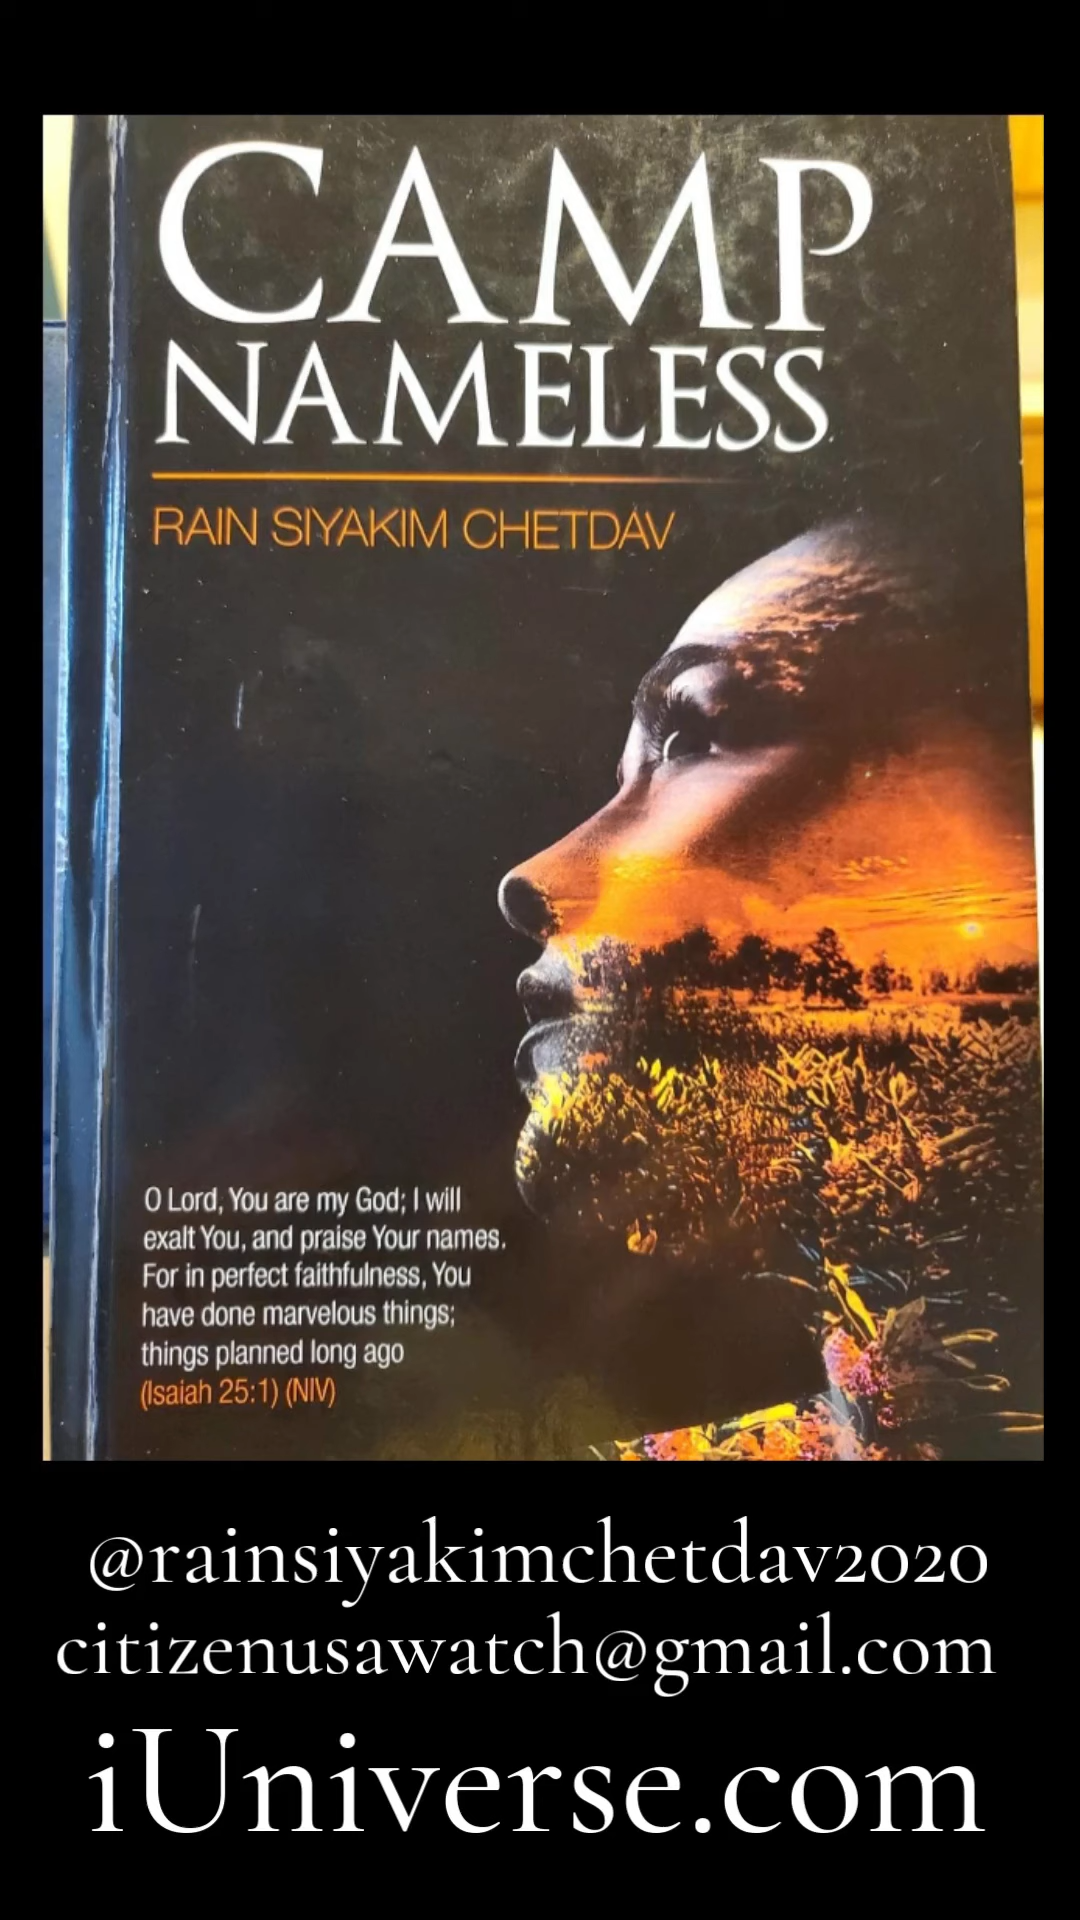 CAMP
NAMELESS
RAIN SIYAKIM CHETDAV
O Lord, You are my God; I will
exalt You, and praise Your names.
For in perfect faithfulness, You
have done marvelous things;
things planned long ago
(Isaiah 25:1) (NIV)
@rainsiyakimchetdav2020
citizenusawatch@gmail.com
iUniverse.com